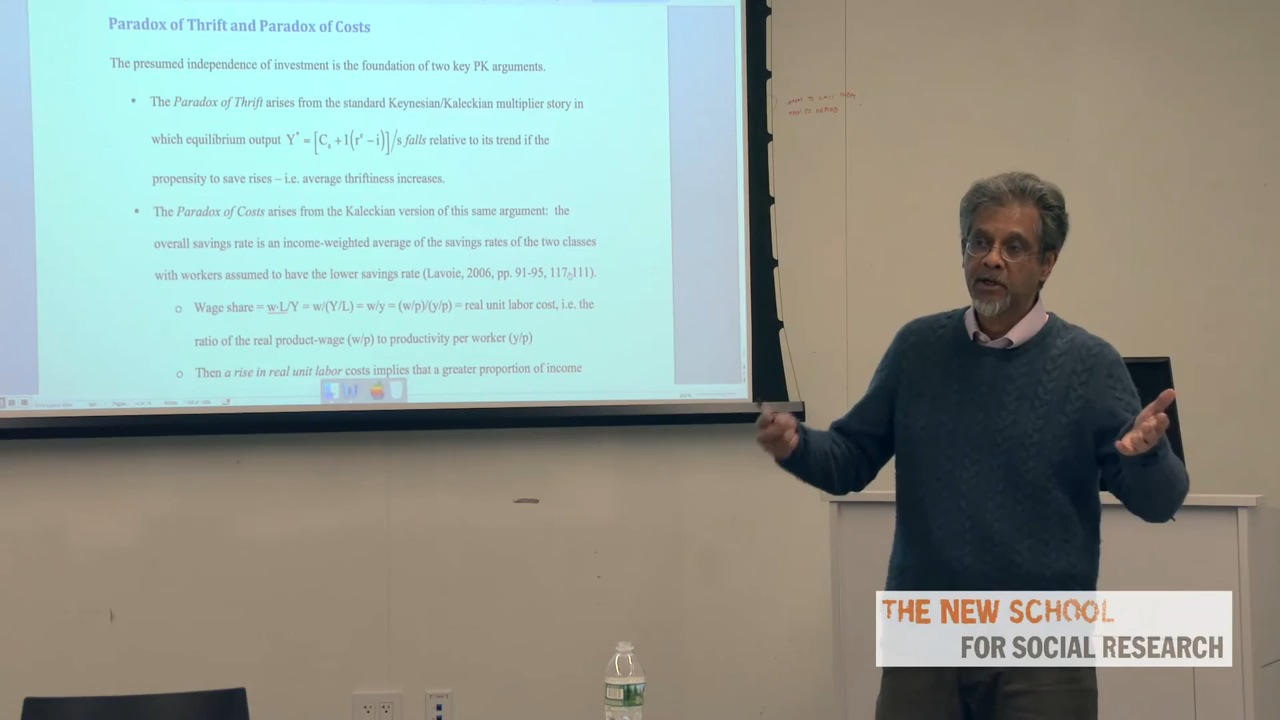 Paradox of Thrift and Paradox of Costs
The presumed independence of investment is the foundation of two key PK arguments.
• The Paradox of Thrift arises from the standard Keynesian/Kaleckian multiplier story in
which equilibrium output Y* = [Cₐ + I(rᵉ − i)]/s falls relative to its trend if the
propensity to save rises – i.e. average thriftiness increases.
• The Paradox of Costs arises from the Kaleckian version of this same argument: the
overall savings rate is an income-weighted average of the savings rates of the two classes
with workers assumed to have the lower savings rate (Lavoie, 2006, pp. 91-95, 117-111).
o Wage share = w·L/Y = w/(Y/L) = w/y = (w/p)/(y/p) = real unit labor cost, i.e. the
ratio of the real product-wage (w/p) to productivity per worker (y/p)
o Then a rise in real unit labor costs implies that a greater proportion of income
THE NEW SCHOOL
FOR SOCIAL RESEARCH